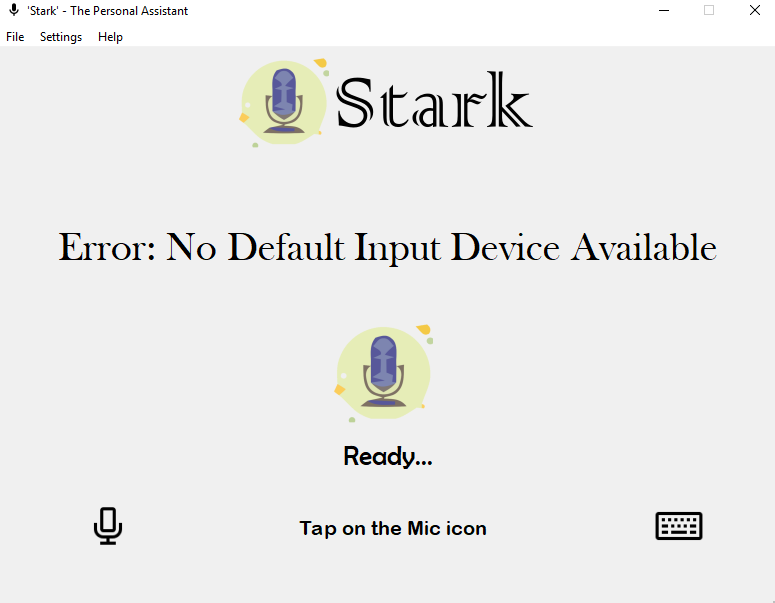 'Stark' - The Personal Assistant
File Settings Help
Stark
Error: No Default Input Device Available
Ready...
Tap on the Mic icon